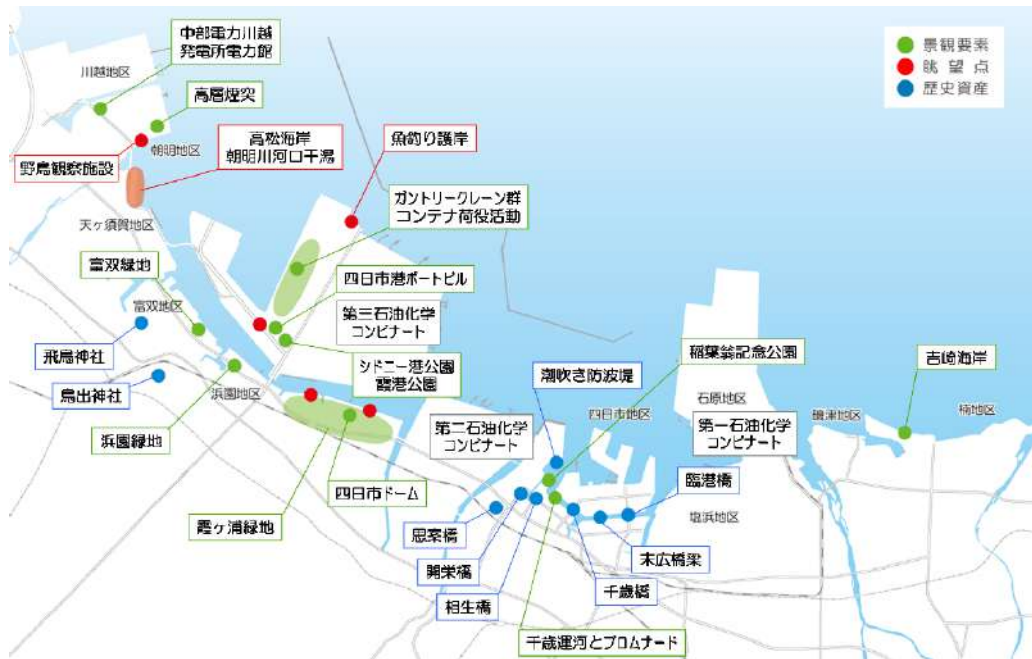 中部電力川越
発電所電力館
景観要素
眺望点
歴史資産
川越地区
高層煙突
朝明地区
高松海岸
朝明川河口干潟
魚釣り護岸
野鳥観察施設
ガントリークレーン群
コンテナ荷役活動
天ヶ須賀地区
富双緑地
四日市港ポートビル
富双地区
第三石油化学
コンビナート
稲葉翁記念公園
吉崎海岸
飛鳥神社
シドニー港公園
霞港公園
潮吹き防波堤
鳥出神社
浜園地区
石原地区
四日市地区
磯津地区
楠地区
第二石油化学
コンビナート
第一石油化学
コンビナート
浜園緑地
四日市ドーム
臨港橋
霞ヶ浦緑地
思案橋
塩浜地区
末広橋梁
開栄橋
千歳橋
相生橋
千歳運河とプロムナード